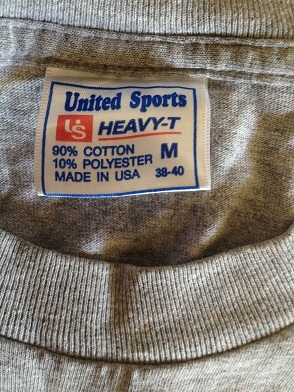 United Sports
US HEAVY-T
90% COTTON M
10% POLYESTER
MADE IN USA 38-40